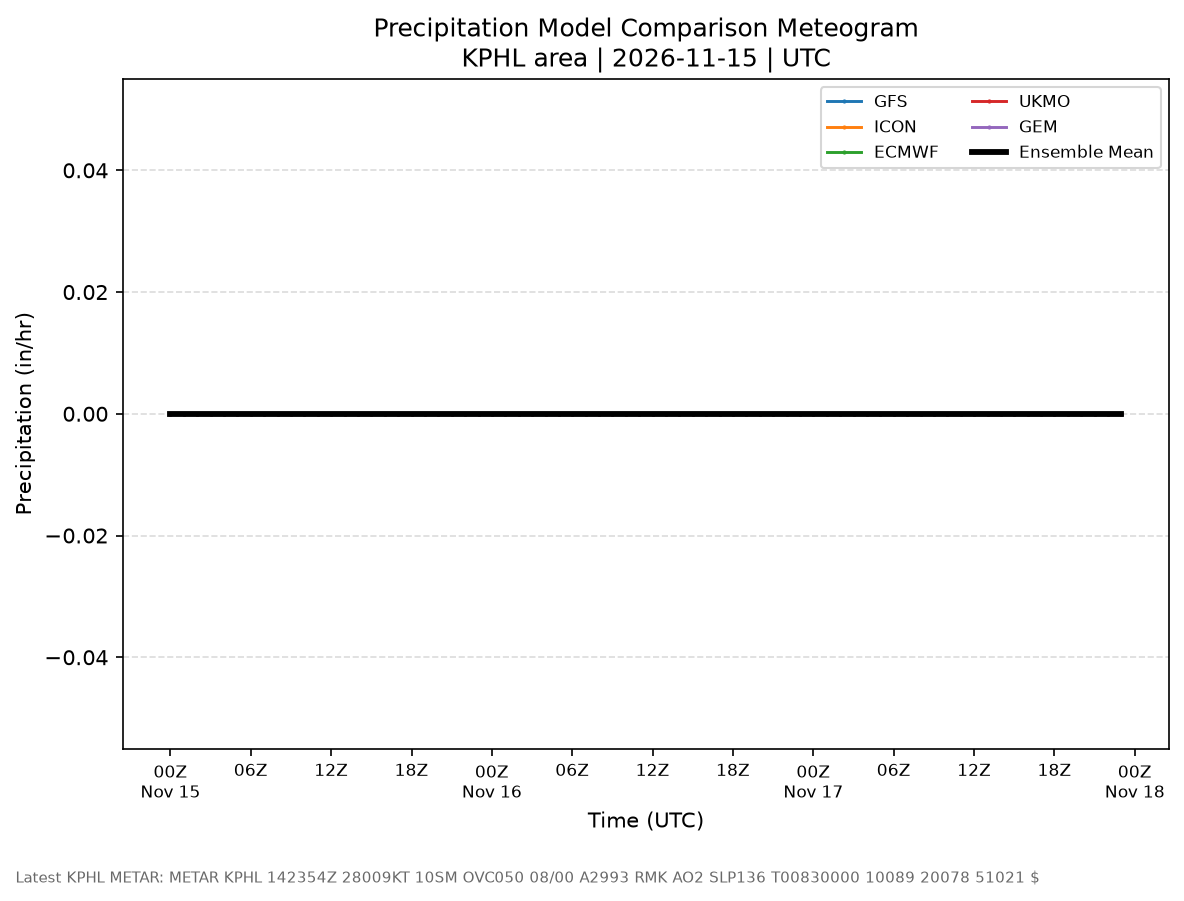 Precipitation Model Comparison Meteogram
KPHL area | 2026-11-15 | UTC
GFS
ICON
ECMWF
UKMO
GEM
Ensemble Mean
Precipitation (in/hr)
0.04
0.02
0.00
−0.02
−0.04
00Z 06Z 12Z 18Z 00Z 06Z 12Z 18Z 00Z 06Z 12Z 18Z 00Z
Nov 15 Nov 16 Nov 17 Nov 18
Time (UTC)
Latest KPHL METAR: METAR KPHL 142354Z 28009KT 10SM OVC050 08/00 A2993 RMK AO2 SLP136 T00830000 10089 20078 51021 $